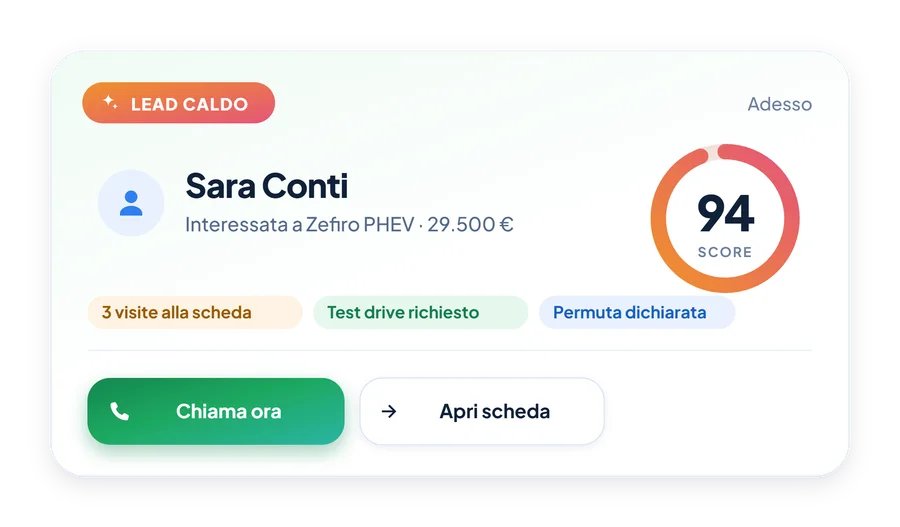 LEAD CALDO
Adesso
Sara Conti
Interessata a Zefiro PHEV · 29.500 €
94
SCORE
3 visite alla scheda
Test drive richiesto
Permuta dichiarata
Chiama ora
Apri scheda